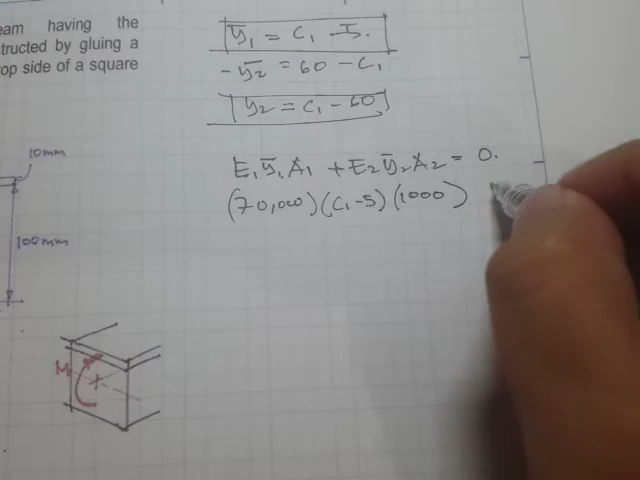 eam having the
tructed by gluing a
op side of a square
ȳ₁ = C₁ - 5.
-ȳ₂ = 60 - C₁
ȳ₂ = C₁ - 60
10mm
E₁ȳ₁A₁ + E₂ȳ₂A₂ = 0.
(70,000)(C₁-5)(1000)
100mm
M